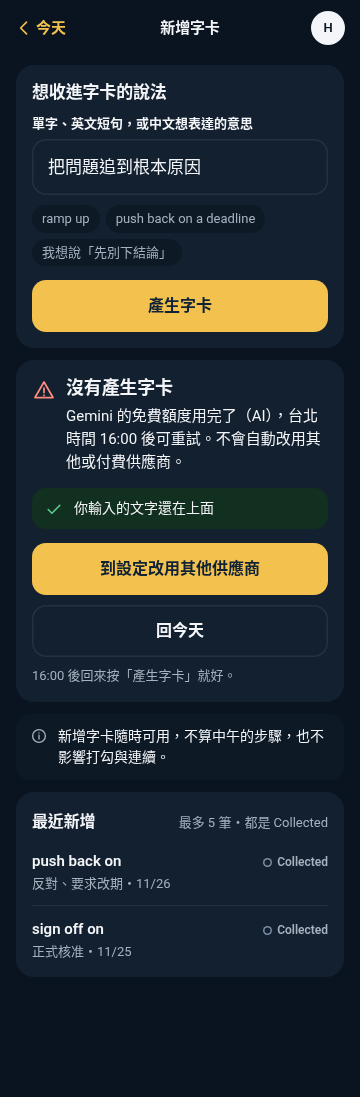 今天
新增字卡
H
想收進字卡的說法
單字、英文短句，或中文想表達的意思
把問題追到根本原因
ramp up
push back on a deadline
我想說「先別下結論」
產生字卡
沒有產生字卡
Gemini 的免費額度用完了（AI），台北
時間 16:00 後可重試。不會自動改用其
他或付費供應商。
你輸入的文字還在上面
到設定改用其他供應商
回今天
16:00 後回來按「產生字卡」就好。
新增字卡隨時可用，不算中午的步驟，也不
影響打勾與連續。
最近新增
最多 5 筆・都是 Collected
push back on
Collected
反對、要求改期・11/26
sign off on
Collected
正式核准・11/25